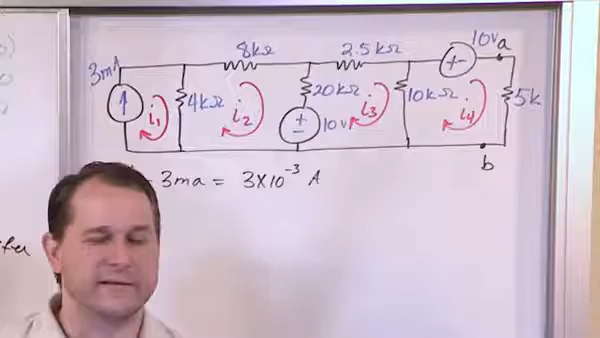 8kΩ 2.5kΩ 10v a
3mA
4kΩ 20kΩ 10kΩ 5k
i1 i2 i3 i4
+ − 10v
b
3ma = 3x10⁻³ A